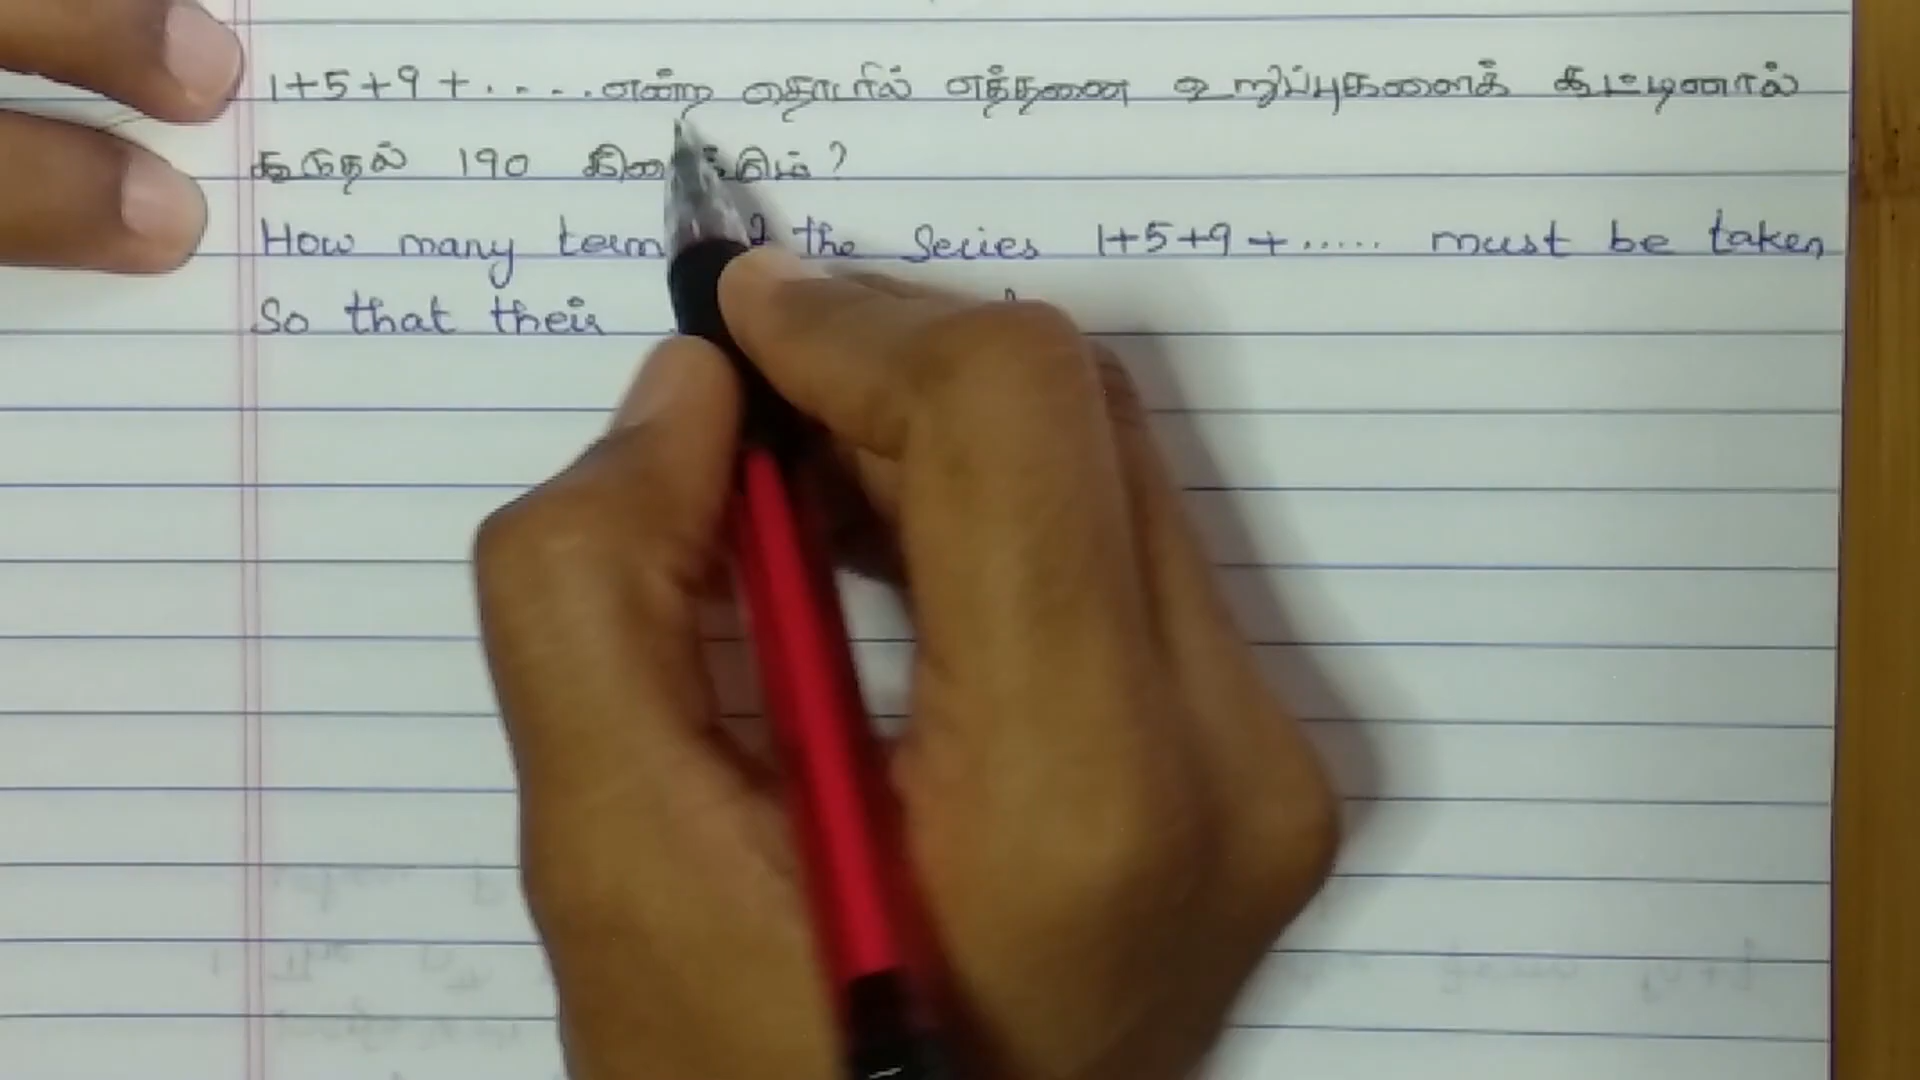 1+5+9+.....என்ற தொடரில் எத்தனை உறுப்புகளைக் கூட்டினால்
கூடுதல் 190 ?
How many the Series 1+5+9+..... must be taken
So that their